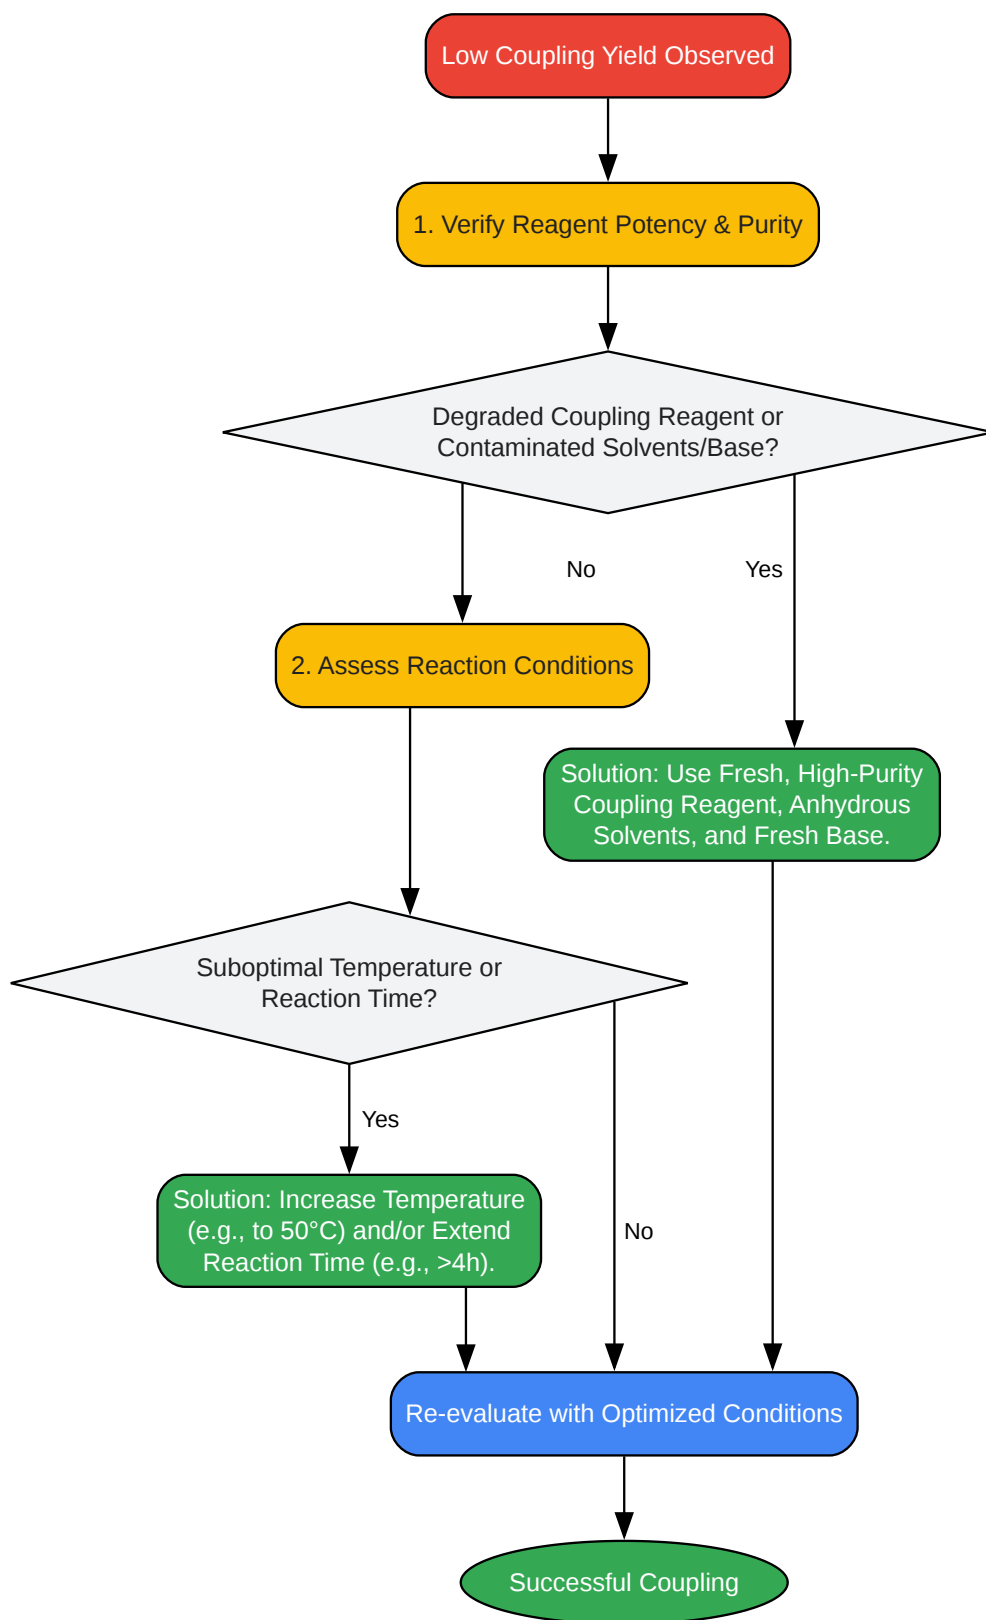 Low Coupling Yield Observed
1. Verify Reagent Potency & Purity
Degraded Coupling Reagent or
Contaminated Solvents/Base?
No
Yes
2. Assess Reaction Conditions
Solution: Use Fresh, High-Purity
Coupling Reagent, Anhydrous
Solvents, and Fresh Base.
Suboptimal Temperature or
Reaction Time?
Yes
Solution: Increase Temperature
(e.g., to 50°C) and/or Extend
Reaction Time (e.g., >4h).
No
Re-evaluate with Optimized Conditions
Successful Coupling